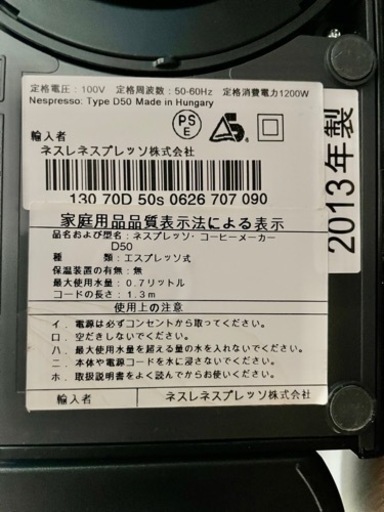 定格電圧：100V　定格周波数：50-60Hz　定格消費電力1200W
Nespresso: Type D50 Made in Hungary
PSE
輸入者
ネスレネスプレッソ株式会社
130 70D 50s 0626 707 090
2013年製
家庭用品品質表示法による表示
品名および型名：ネスプレッソ・コーヒーメーカー
D50
種　　　　類：エスプレッソ式
保温装置の有無：無
最大使用水量：0.7リットル
コードの長さ：1.3m
使用上の注意
イ．電源は必ずコンセントから取ってください。
ロ．空だきしないでください。
ハ．最大使用水量を超える量の水を入れないでください。
ニ．本体や電源コードを水に浸さないでください。
ホ．取扱説明書をよく読んでからお使いください。
輸入者　ネスレネスプレッソ株式会社